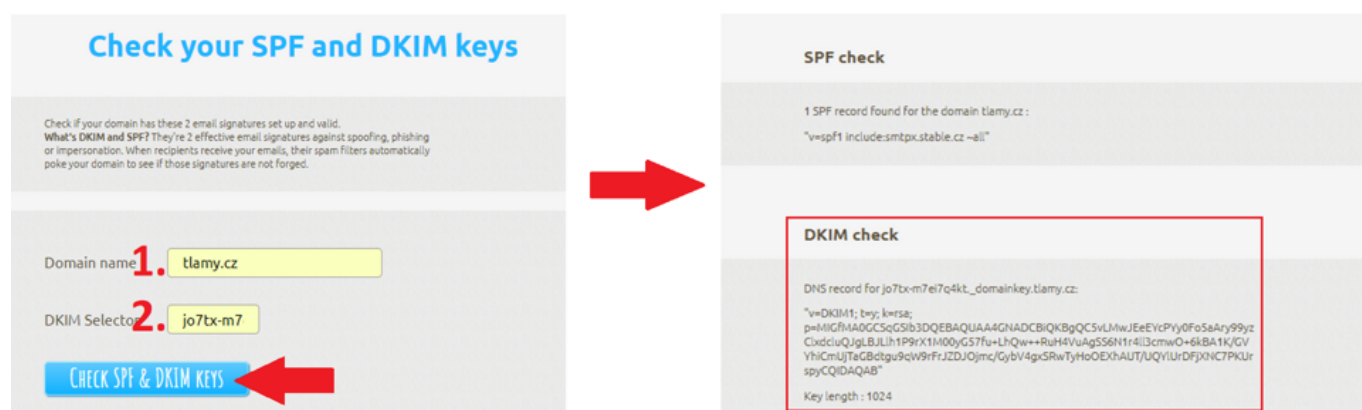 Check your SPF and DKIM keys
Check if your domain has these 2 email signatures set up and valid.
What's DKIM and SPF? They're 2 effective email signatures against spoofing, phishing
or impersonation. When recipients receive your emails, their spam filters automatically
poke your domain to see if those signatures are not forged.
Domain name 1. tlamy.cz
DKIM Selector 2. jo7tx-m7
CHECK SPF & DKIM KEYS
SPF check
1 SPF record found for the domain tlamy.cz :
"v=spf1 include:smtpx.stable.cz ~all"
DKIM check
DNS record for jo7tx-m7ei7q4kt._domainkey.tlamy.cz:
"v=DKIM1; t=y; k=rsa;
Key length : 1024